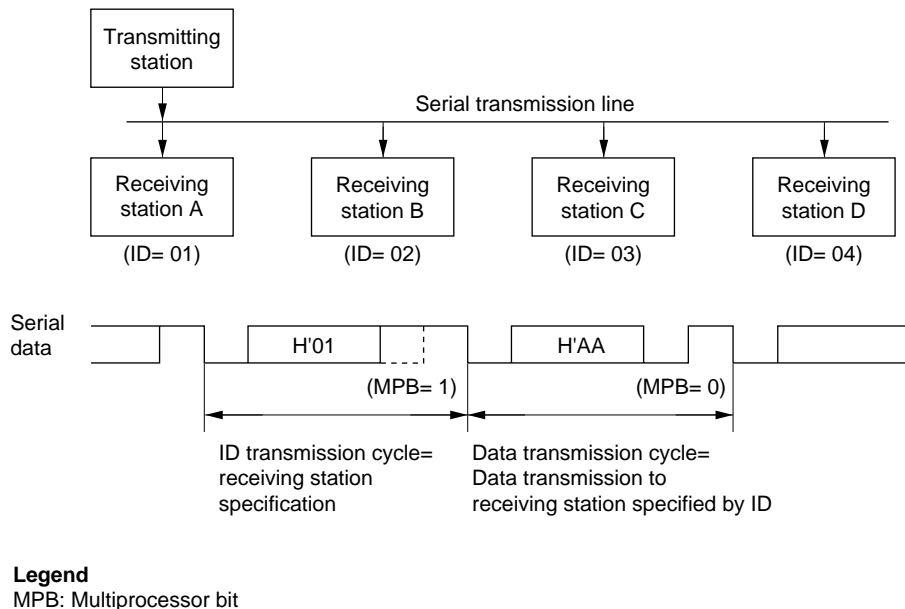 Transmitting
station
Serial transmission line
Receiving
station A
Receiving
station B
Receiving
station C
Receiving
station D
(ID= 01)
(ID= 02)
(ID= 03)
(ID= 04)
Serial
data
H'01
H'AA
(MPB= 1)
(MPB= 0)
ID transmission cycle=
receiving station
specification
Data transmission cycle=
Data transmission to
receiving station specified by ID
Legend
MPB: Multiprocessor bit